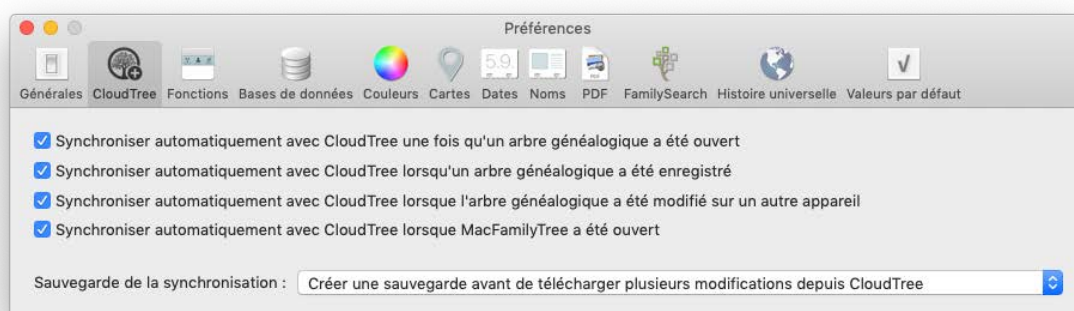 Préférences
5.9.
PDF
Générales CloudTree Fonctions Bases de données Couleurs Cartes Dates Noms PDF FamilySearch Histoire universelle Valeurs par défaut
Synchroniser automatiquement avec CloudTree une fois qu'un arbre généalogique a été ouvert
Synchroniser automatiquement avec CloudTree lorsqu'un arbre généalogique a été enregistré
Synchroniser automatiquement avec CloudTree lorsque l'arbre généalogique a été modifié sur un autre appareil
Synchroniser automatiquement avec CloudTree lorsque MacFamilyTree a été ouvert
Sauvegarde de la synchronisation : Créer une sauvegarde avant de télécharger plusieurs modifications depuis CloudTree